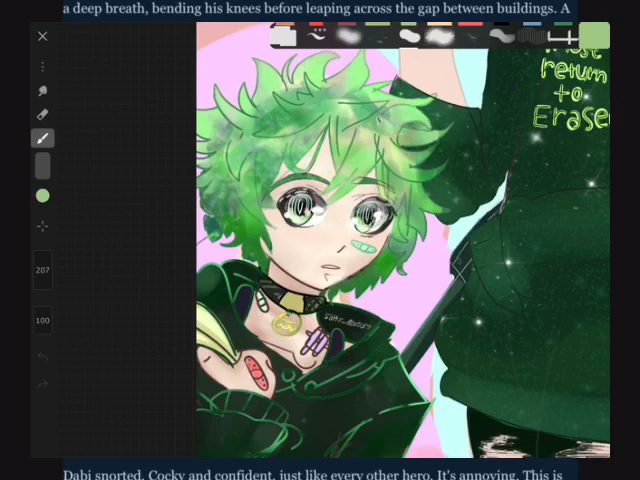 a deep breath, bending his knees before leaping across the gap between buildings. A
must
return
to
Erase
207
100
Dabi snorted. Cocky and confident, just like every other hero. It's annoying. This is